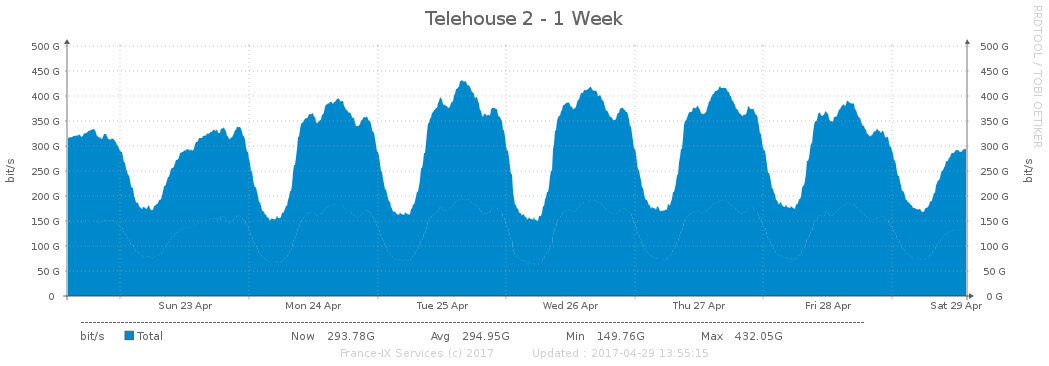 Telehouse 2 - 1 Week
RRDTOOL / TOBI OETIKER
500 G 500 G
450 G 450 G
400 G 400 G
350 G 350 G
300 G 300 G
250 G 250 G
200 G 200 G
150 G 150 G
100 G 100 G
50 G 50 G
0 0 G
bit/s
bit/s
Sun 23 Apr Mon 24 Apr Tue 25 Apr Wed 26 Apr Thu 27 Apr Fri 28 Apr Sat 29 Apr
bit/s Total Now 293.78G Avg 294.95G Min 149.76G Max 432.05G
France-IX Services (c) 2017 Updated : 2017-04-29 13:55:15